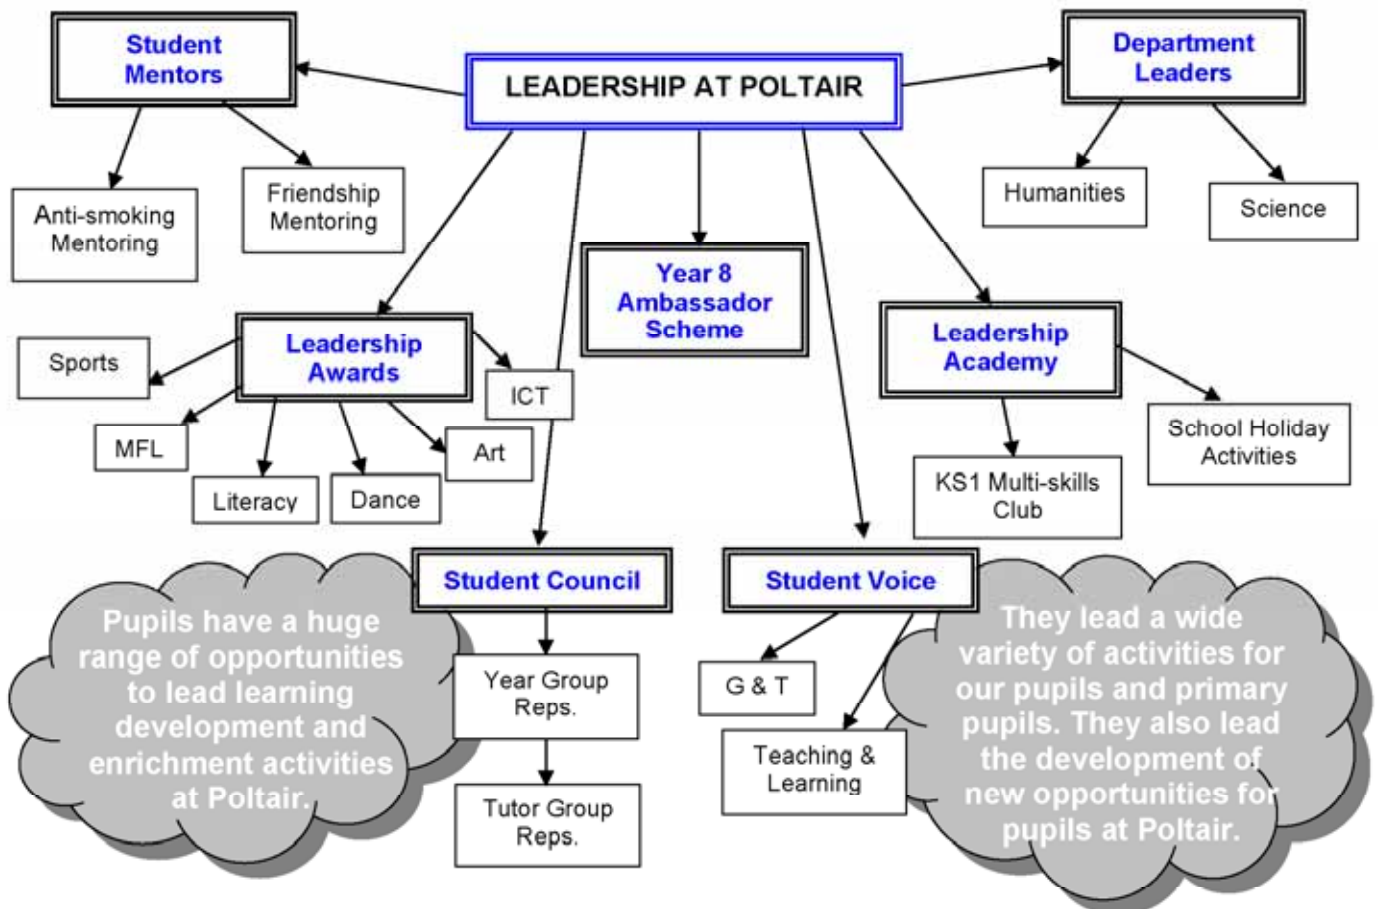 LEADERSHIP AT POLTAIR
Student
Mentors
Anti-smoking
Mentoring
Friendship
Mentoring
Department
Leaders
Humanities
Science
Year 8
Ambassador
Scheme
Leadership
Awards
Sports
MFL
Literacy
Dance
Art
ICT
Leadership
Academy
KS1 Multi-skills
Club
School Holiday
Activities
Student Council
Year Group
Reps.
Tutor Group
Reps.
Student Voice
G & T
Teaching &
Learning
Pupils have a huge
range of opportunities
to lead learning
development and
enrichment activities
at Poltair.
They lead a wide
variety of activities for
our pupils and primary
pupils. They also lead
the development of
new opportunities for
pupils at Poltair.